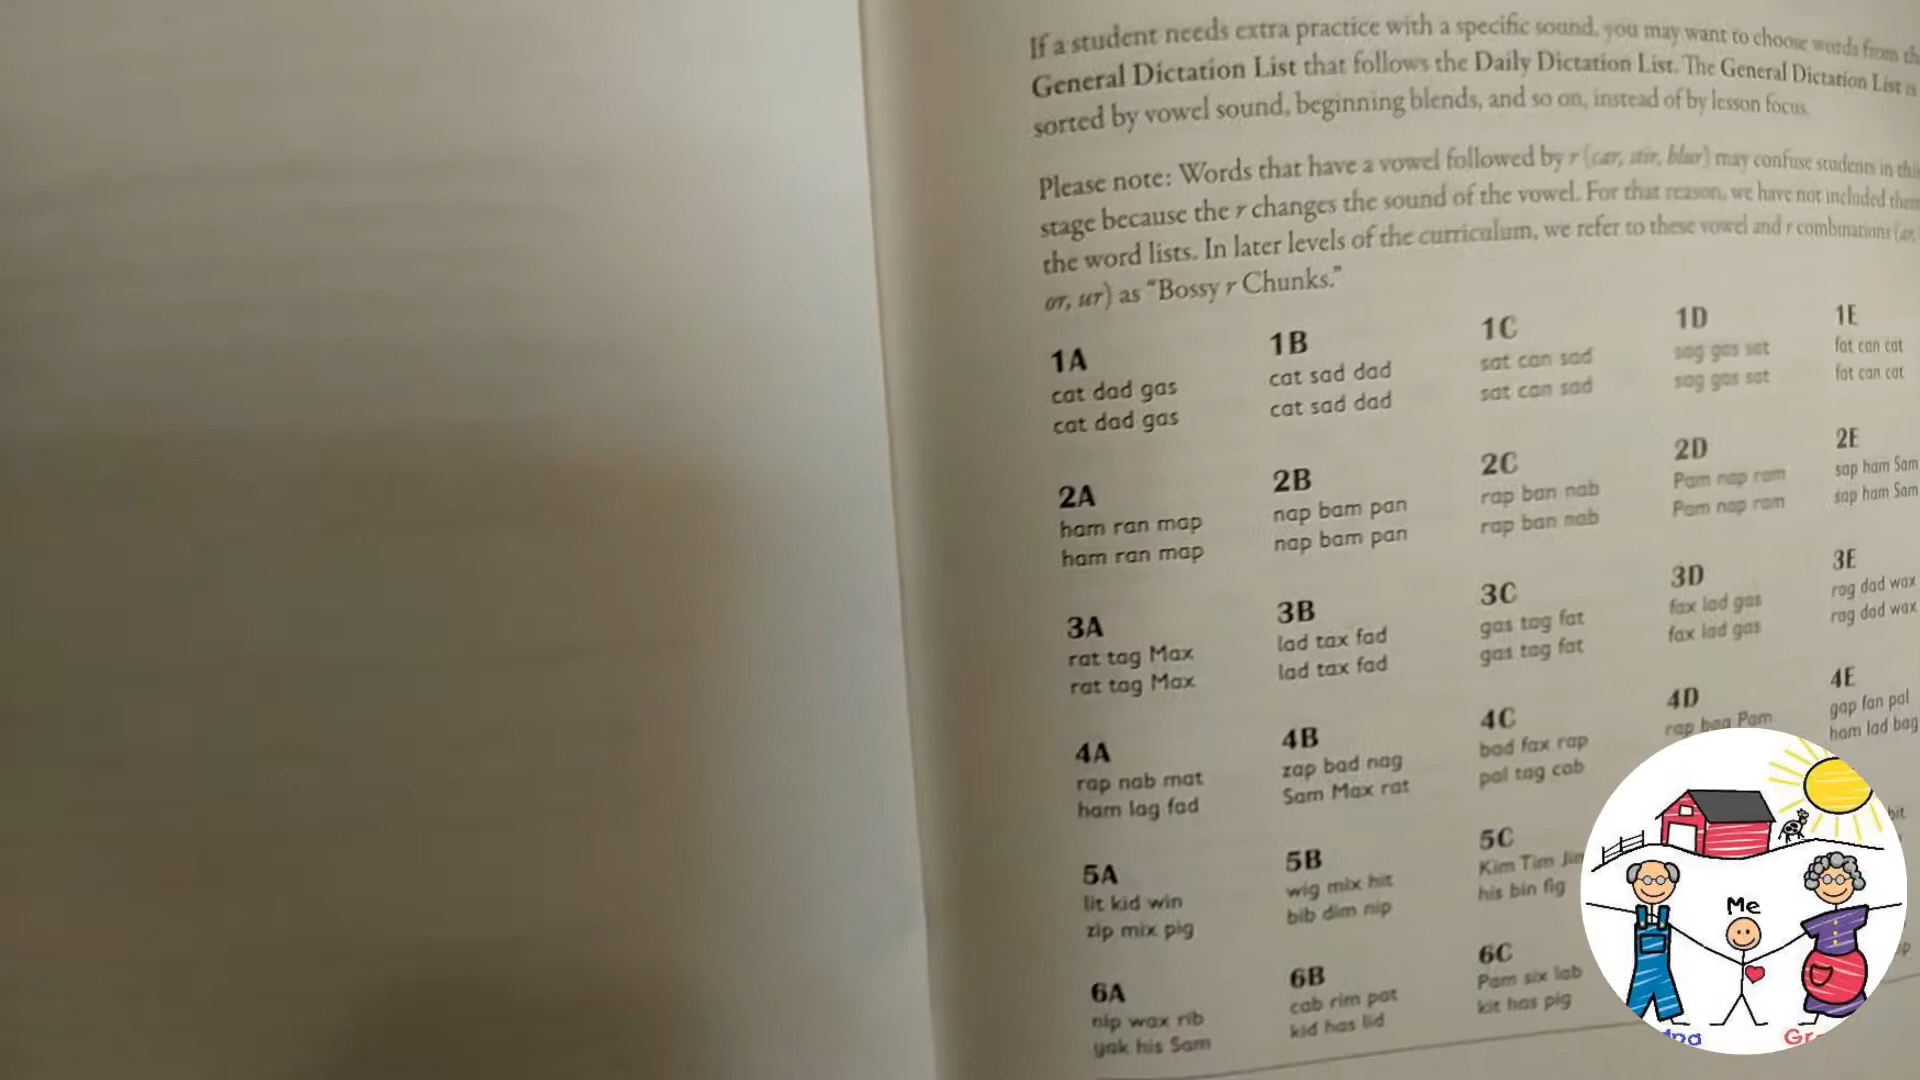 If a student needs extra practice with a specific sound, you may want to choose words from
General Dictation List that follows the Daily Dictation List. The General Dictation List is
sorted by vowel sound, beginning blends, and so on, instead of by lesson focus.
Please note: Words that have a vowel followed by r (car, stir, blur) may confuse students in
stage because the r changes the sound of the vowel. For that reason, we have not included
the word lists. In later levels of the curriculum, we refer to these vowel and r combinations
or, ur) as “Bossy r Chunks.”
1A
cat dad gas
cat dad gas
1B
cat sad dad
cat sad dad
1C
sat can sad
sat can sad
1D
sag gas sat
sag gas sat
1E
fat can cat
fat can cat
2A
ham ran map
ham ran map
2B
nap bam pan
nap bam pan
2C
rap ban nab
rap ban nab
2D
Pam nap ram
Pam nap ram
2E
sap ham Sam
sap ham Sam
3A
rat tag Max
rat tag Max
3B
lad tax fad
lad tax fad
3C
gas tag fat
gas tag fat
3D
fax lad gas
fax lad gas
3E
rag dad wax
rag dad wax
4A
rap nab mat
ham lag fad
4B
zap bad nag
Sam Max rat
4C
bad fax rap
pal tag cab
4D
rap bag Pam
4E
gap fan pal
ham lad bag
5A
lit kid win
zip mix pig
5B
wig mix hit
bib dim nip
5C
Kim Tim
his bin fig
6A
nip wax rib
yak his Sam
6B
cab rim pat
kid has lid
6C
Pam six lab
kit has pig
Me